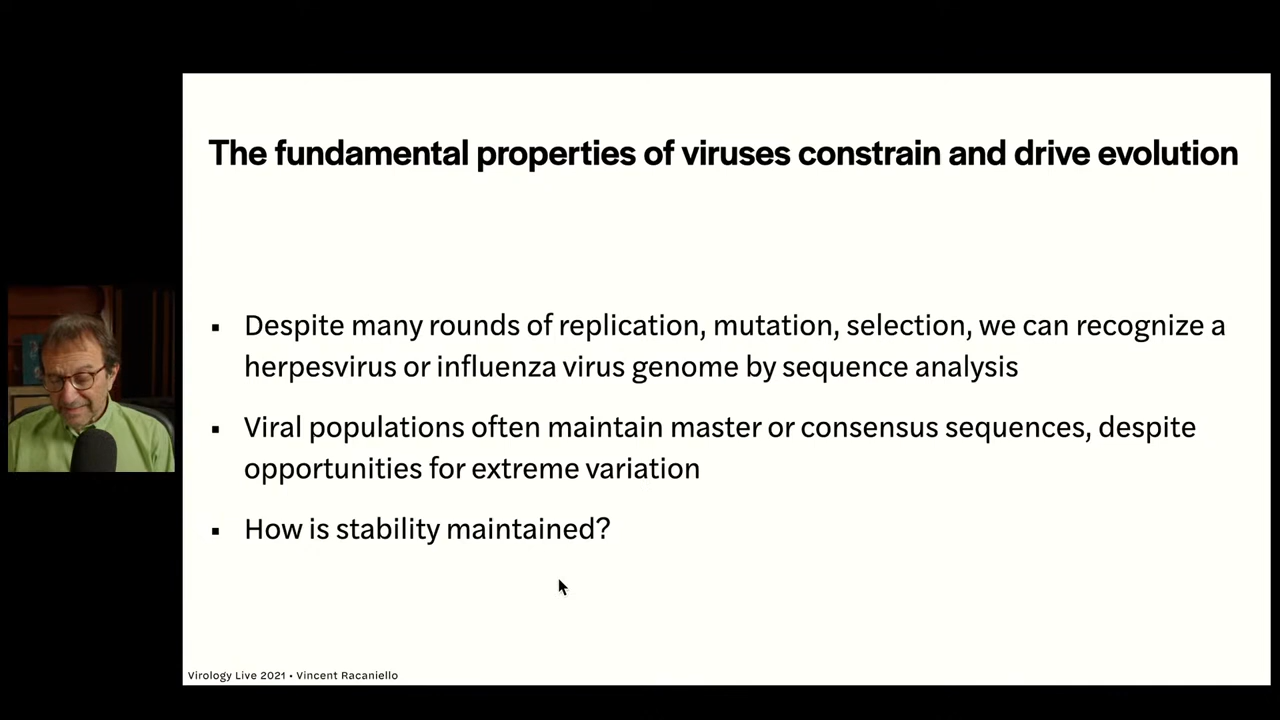 The fundamental properties of viruses constrain and drive evolution
▪ Despite many rounds of replication, mutation, selection, we can recognize a
herpesvirus or influenza virus genome by sequence analysis
▪ Viral populations often maintain master or consensus sequences, despite
opportunities for extreme variation
▪ How is stability maintained?
Virology Live 2021 • Vincent Racaniello